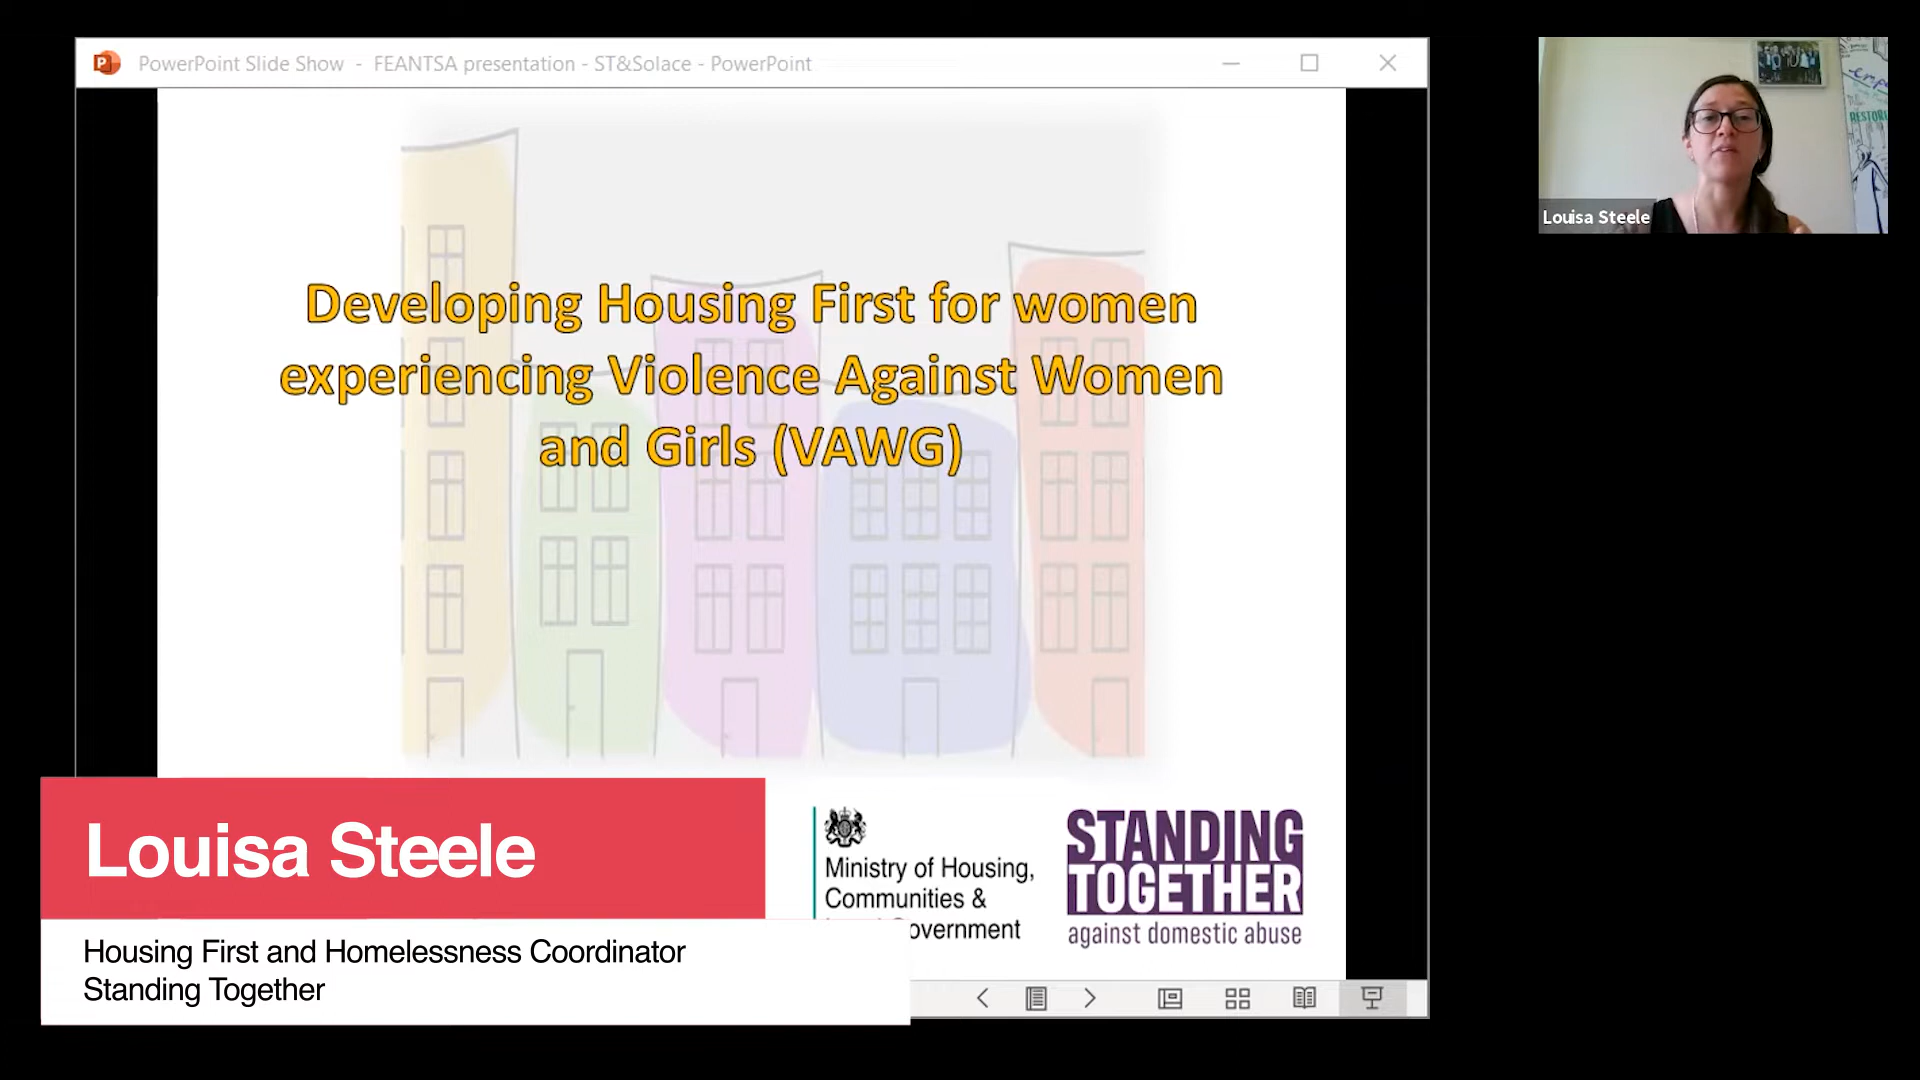 PowerPoint Slide Show - FEANTSA presentation - ST&Solace - PowerPoint
Developing Housing First for women
experiencing Violence Against Women
and Girls (VAWG)
Louisa Steele
RESTOR
Louisa Steele
Housing First and Homelessness Coordinator
Standing Together
Ministry of Housing,
Communities &
overnment
STANDING
TOGETHER
against domestic abuse